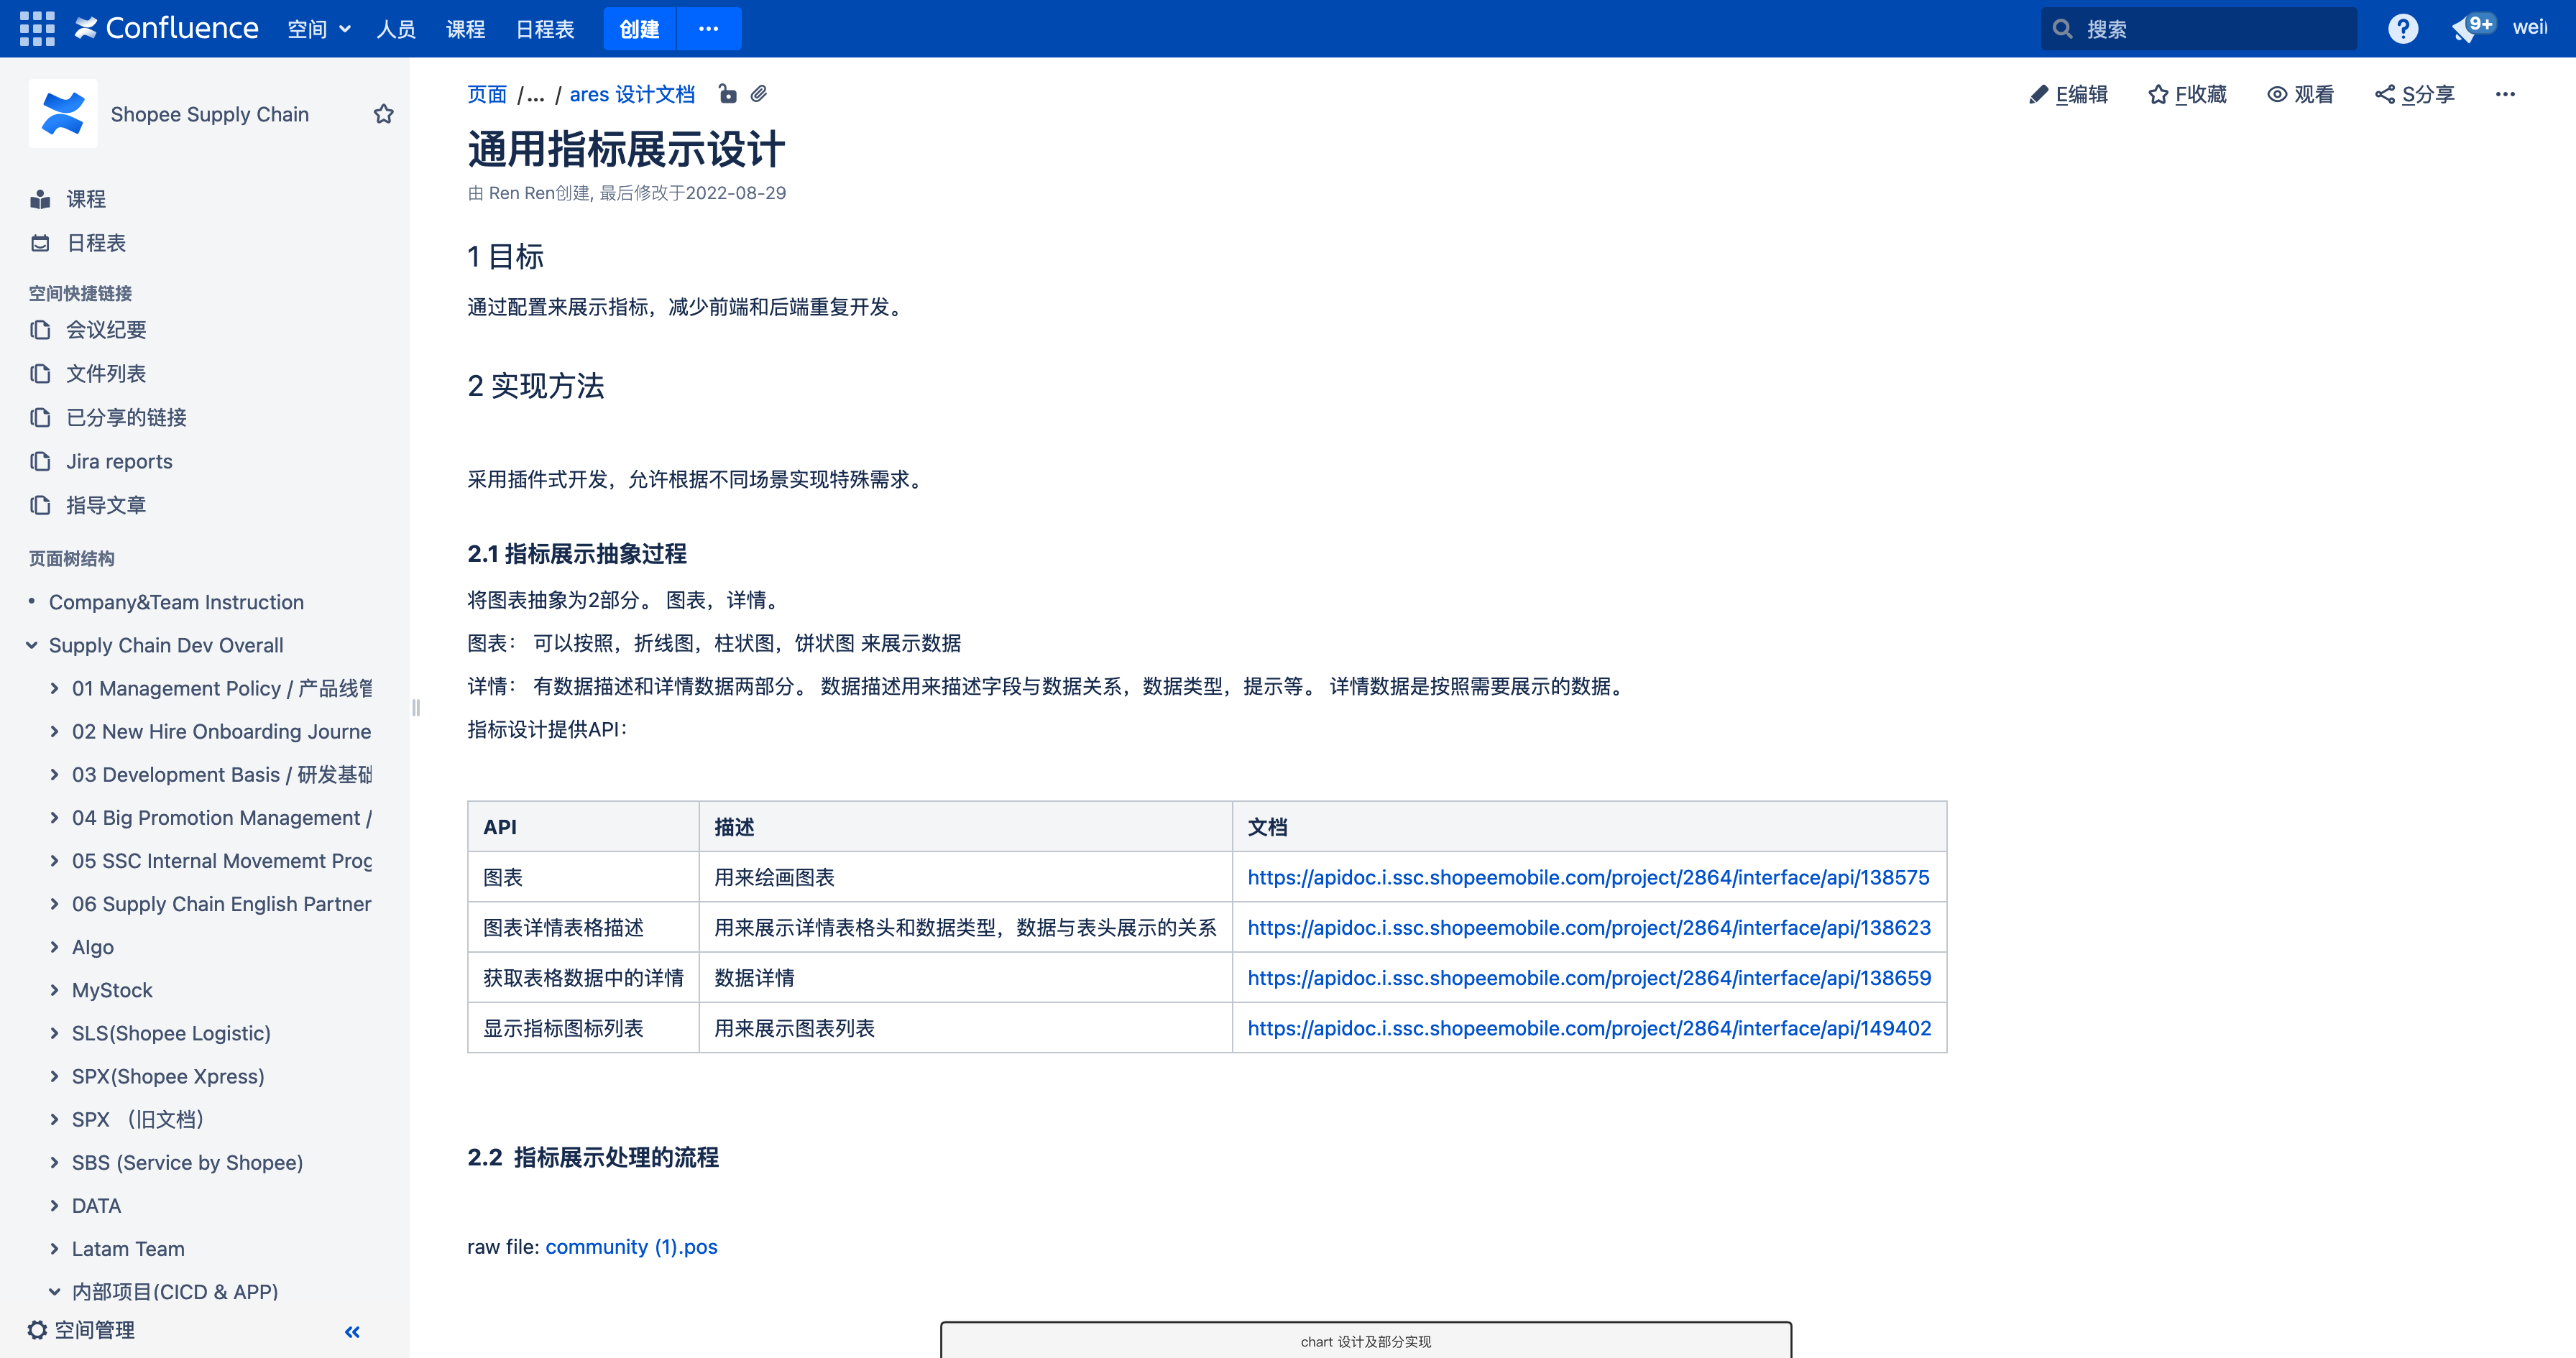 Confluence 空间 人员 课程 日程表 创建 ... 搜索 9+
Shopee Supply Chain
课程
日程表
空间快捷链接
会议纪要
文件列表
已分享的链接
Jira reports
指导文章
页面树结构
• Company&Team Instruction
Supply Chain Dev Overall
01 Management Policy / 产品线管
02 New Hire Onboarding Journe
03 Development Basis / 研发基础
04 Big Promotion Management /
05 SSC Internal Movememt Prog
06 Supply Chain English Partner
Algo
MyStock
SLS(Shopee Logistic)
SPX(Shopee Xpress)
SPX （旧文档）
SBS (Service by Shopee)
DATA
Latam Team
内部项目(CICD & APP)
空间管理
页面 /... / ares 设计文档
E编辑 F收藏 观看 S分享 ...
通用指标展示设计
由 Ren Ren创建, 最后修改于2022-08-29
1 目标
通过配置来展示指标，减少前端和后端重复开发。
2 实现方法
采用插件式开发，允许根据不同场景实现特殊需求。
2.1 指标展示抽象过程
将图表抽象为2部分。 图表，详情。
图表： 可以按照，折线图，柱状图，饼状图 来展示数据
详情： 有数据描述和详情数据两部分。 数据描述用来描述字段与数据关系，数据类型，提示等。 详情数据是按照需要展示的数据。
指标设计提供API：
API 描述 文档
图表 用来绘画图表 https://apidoc.i.ssc.shopeemobile.com/project/2864/interface/api/138575
图表详情表格描述 用来展示详情表格头和数据类型，数据与表头展示的关系 https://apidoc.i.ssc.shopeemobile.com/project/2864/interface/api/138623
获取表格数据中的详情 数据详情 https://apidoc.i.ssc.shopeemobile.com/project/2864/interface/api/138659
显示指标图标列表 用来展示图表列表 https://apidoc.i.ssc.shopeemobile.com/project/2864/interface/api/149402
2.2 指标展示处理的流程
raw file: community (1).pos
chart 设计及部分实现